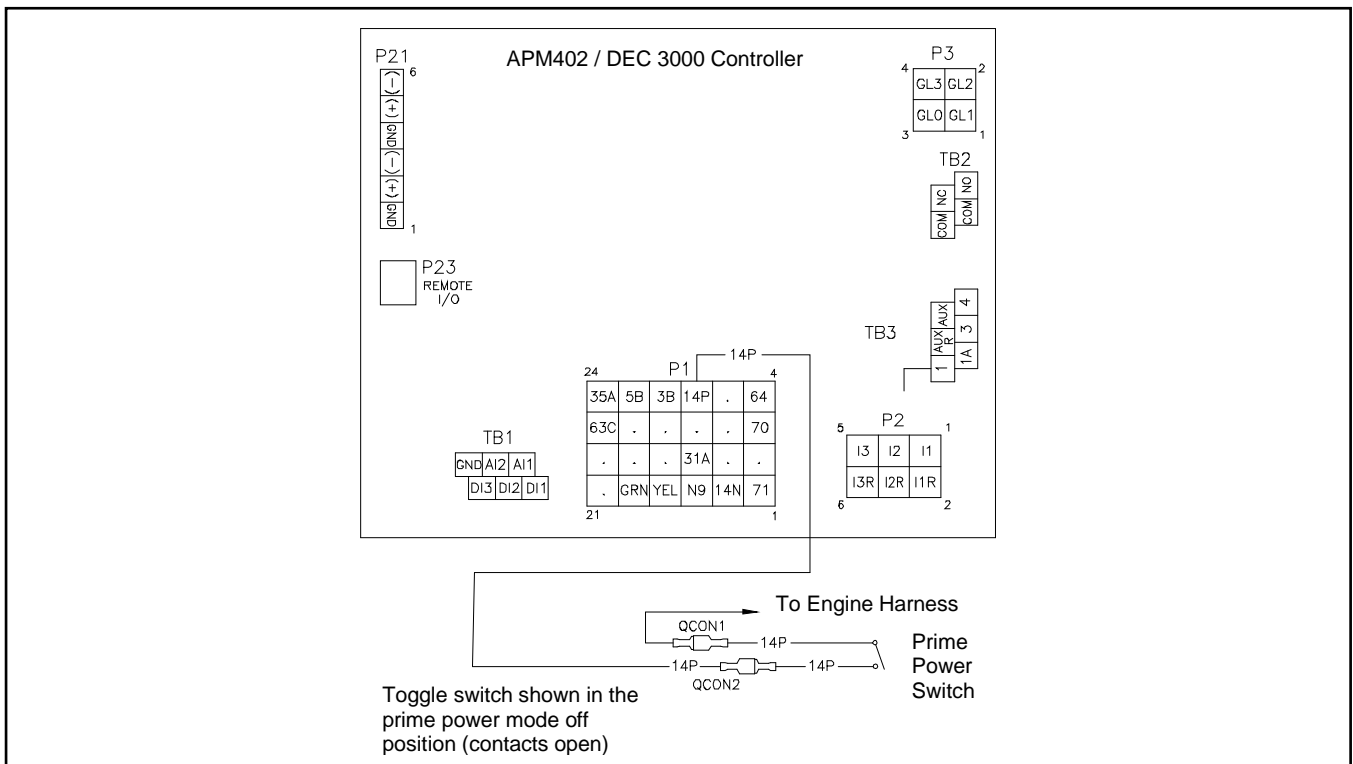 APM402 / DEC 3000 Controller
P21
6
(-)
(+)
GND
(-)
(+)
GND
1
P23
REMOTE
I/O
P3
4 2
GL3 GL2
GL0 GL1
3 1
TB2
COM NC
COM NO
TB3
1 AUX R AUX
1A 3 4
14P
P1
24 4
35A 5B 3B 14P . 64
63C . . . . 70
. . . 31A . .
. GRN YEL N9 14N 71
21 1
TB1
GND AI2 AI1
DI3 DI2 DI1
P2
5 1
I3 I2 I1
I3R I2R I1R
6 2
To Engine Harness
QCON1
14P
14P 14P
QCON2
Prime
Power
Switch
Toggle switch shown in the
prime power mode off
position (contacts open)